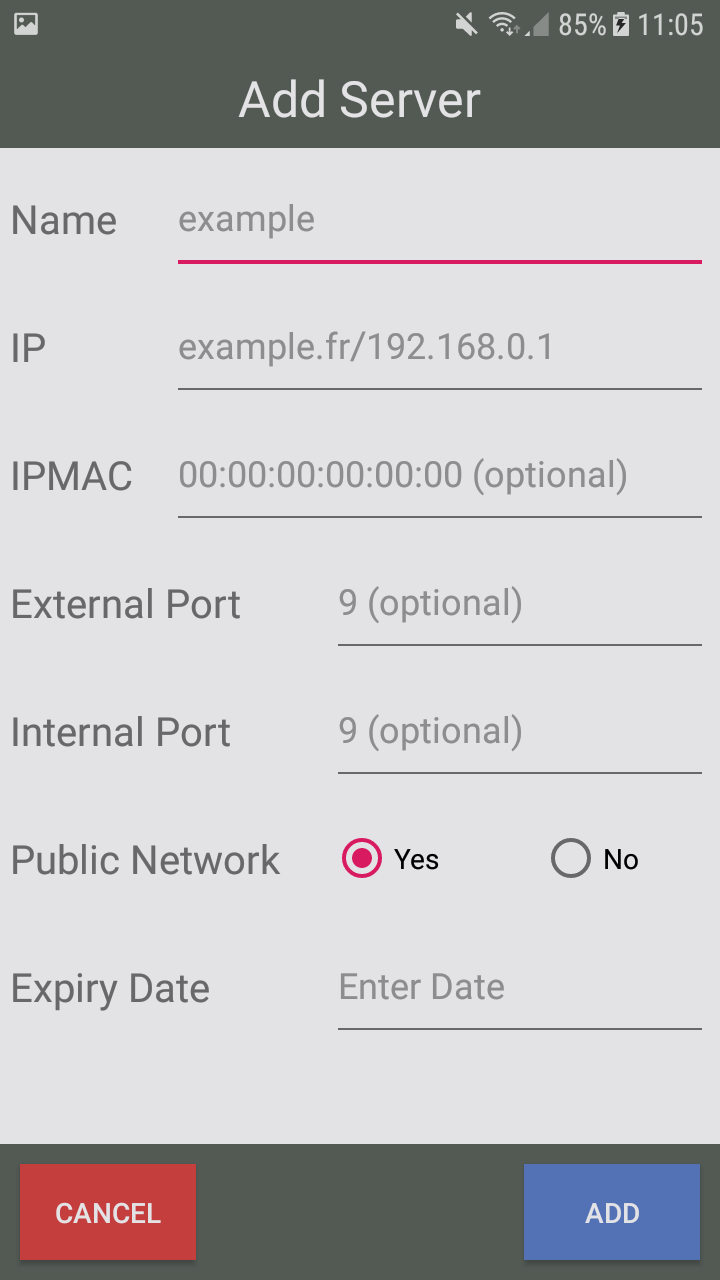 85% 11:05
Add Server
Name example
IP example.fr/192.168.0.1
IPMAC 00:00:00:00:00:00 (optional)
External Port 9 (optional)
Internal Port 9 (optional)
Public Network Yes No
Expiry Date Enter Date
CANCEL ADD